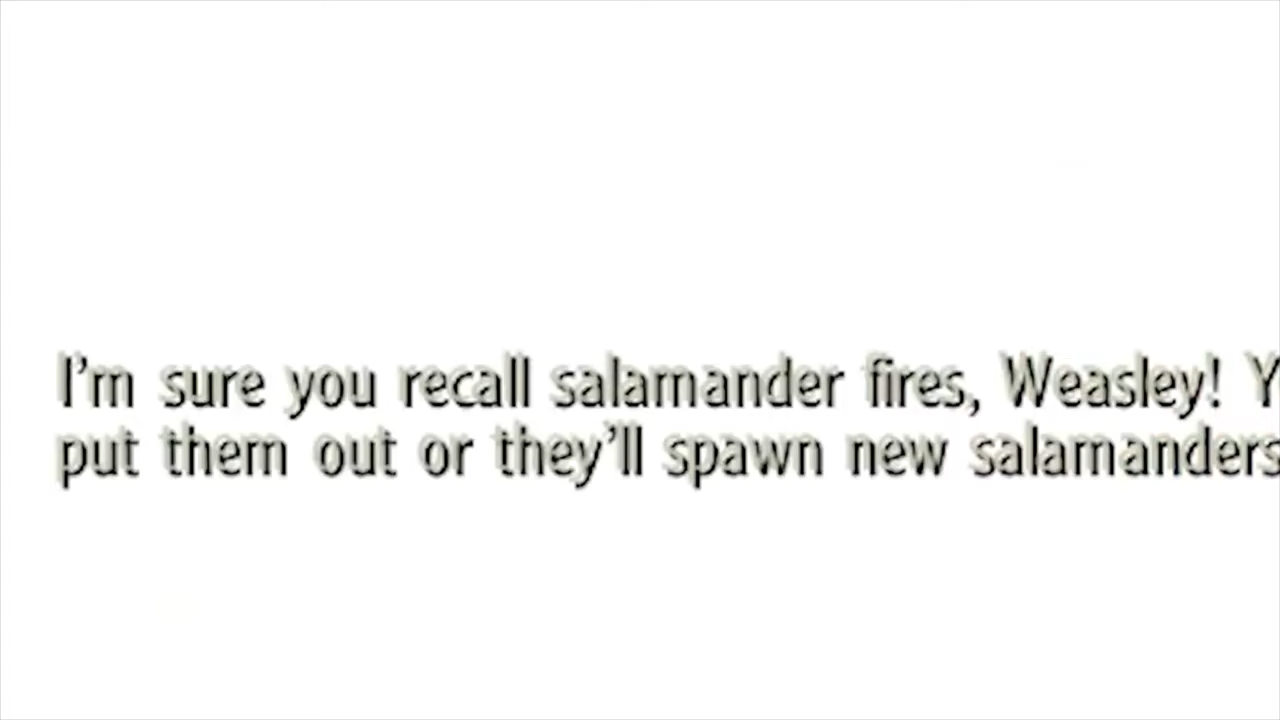 I'm sure you recall salamander fires, Weasley! Y
put them out or they'll spawn new salamanders